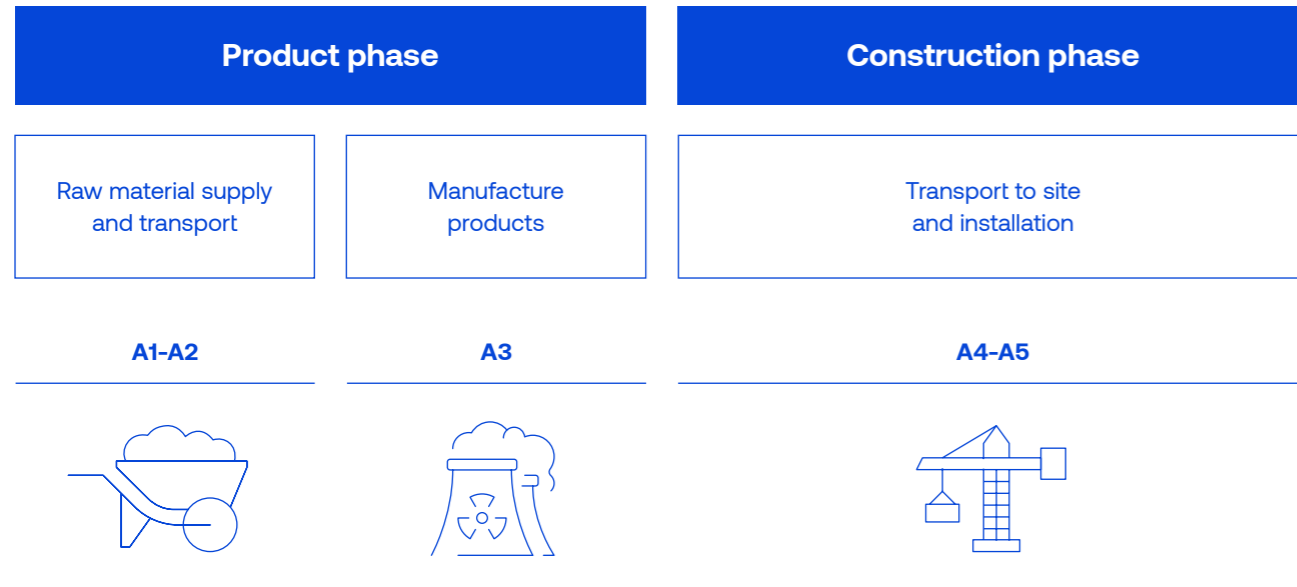 Product phase
Construction phase
Raw material supply
and transport
Manufacture
products
Transport to site
and installation
A1-A2
A3
A4-A5